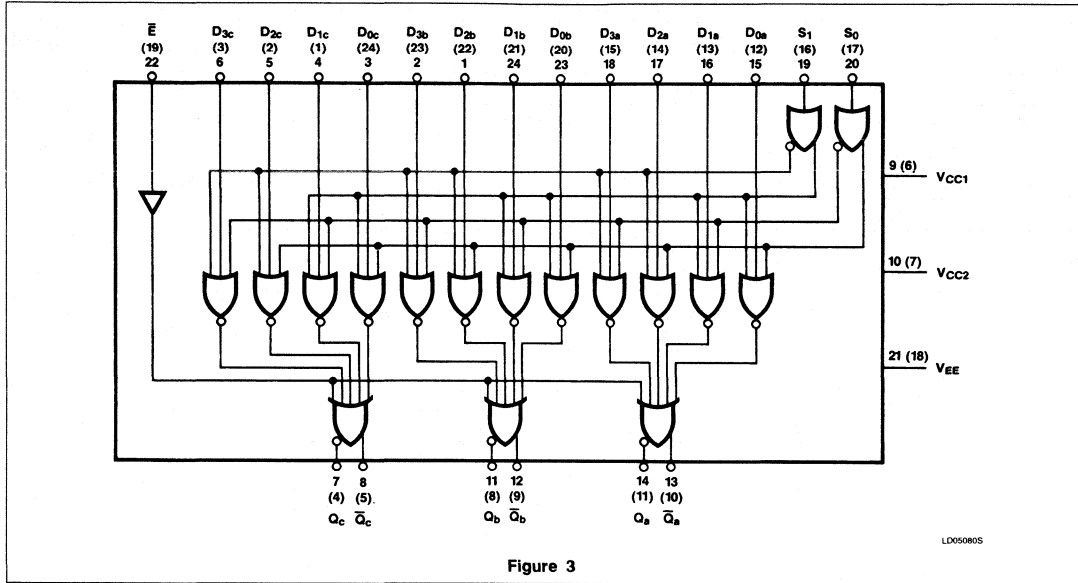 E̅ D3c D2c D1c D0c D3b D2b D1b D0b D3a D2a D1a D0a S1 S0
(19) (3) (2) (1) (24) (23) (22) (21) (20) (15) (14) (13) (12) (16) (17)
22 6 5 4 3 2 1 24 23 18 17 16 15 19 20
9 (6) VCC1
10 (7) VCC2
21 (18) VEE
7 8 11 12 14 13
(4) (5). (8) (9) (11) (10)
Qc Q̅c Qb Q̅b Qa Q̅a
LD05080S
Figure 3